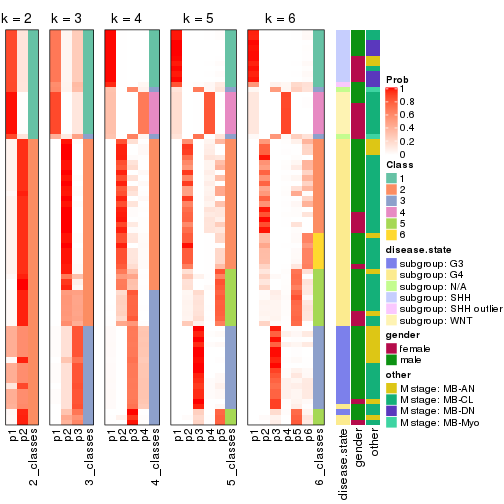 k = 2 k = 3 k = 4 k = 5 k = 6
Prob
1
0.8
0.6
0.4
0.2
0
Class
1
2
3
4
5
6
disease.state
subgroup: G3
subgroup: G4
subgroup: N/A
subgroup: SHH
subgroup: SHH outlier
subgroup: WNT
gender
female
male
other
M stage: MB-AN
M stage: MB-CL
M stage: MB-DN
M stage: MB-Myo
p1 p2 2_classes p1 p2 p3 3_classes p1 p2 p3 p4 4_classes p1 p2 p3 p4 p5 5_classes p1 p2 p3 p4 p5 p6 6_classes disease.state gender other